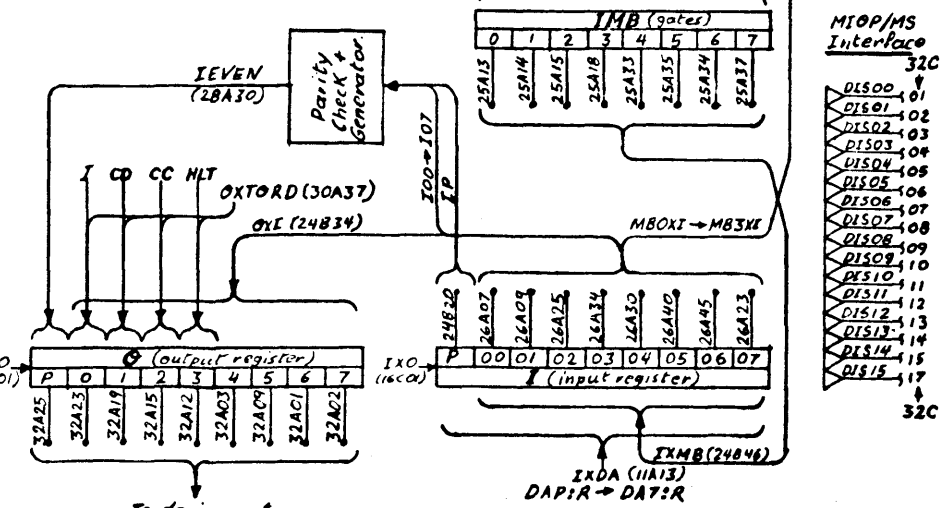 IMB (gates)
0 1 2 3 4 5 6 7
25A13 25A14 25A15 25A18 25A33 25A35 25A34 25A37
MIOP/MS
Interface
32C
DIS00 01
DIS01 02
DIS02 03
DIS03 04
DIS04 05
DIS05 06
DIS06 07
DIS07 08
DIS08 09
DIS09 10
DIS10 11
DIS11 12
DIS12 13
DIS13 14
DIS14 15
DIS15 17
32C
Parity
Check +
Generator
IEVEN
(28A30)
I00→I07
IP
I CD CC HLT
OXTORD (30A37)
OXI (24B34)
MB0XI→MB3XI
24B20 26A07 26A09 26A25 26A34 26A30 26A40 26A45 26A23
O (output register)
P 0 1 2 3 4 5 6 7
32A25 32A23 32A19 32A15 32A12 32A03 32A09 32A01 32A02
IXO
(16C01)
P 00 01 02 03 04 05 06 07
I (input register)
IXMB (24B46)
IXDA (11A13)
DAP:R → DA7:R